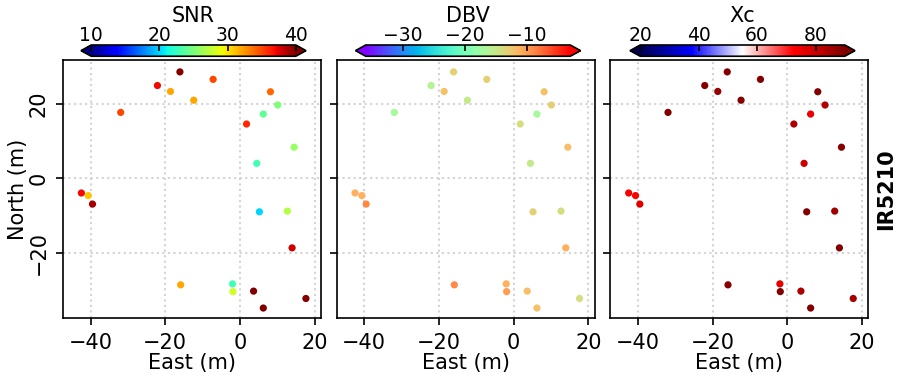 SNR DBV Xc
10 20 30 40 −30 −20 −10 20 40 60 80
20
0
−20
North (m)
IR5210
−40 −20 0 20 −40 −20 0 20 −40 −20 0 20
East (m) East (m) East (m)